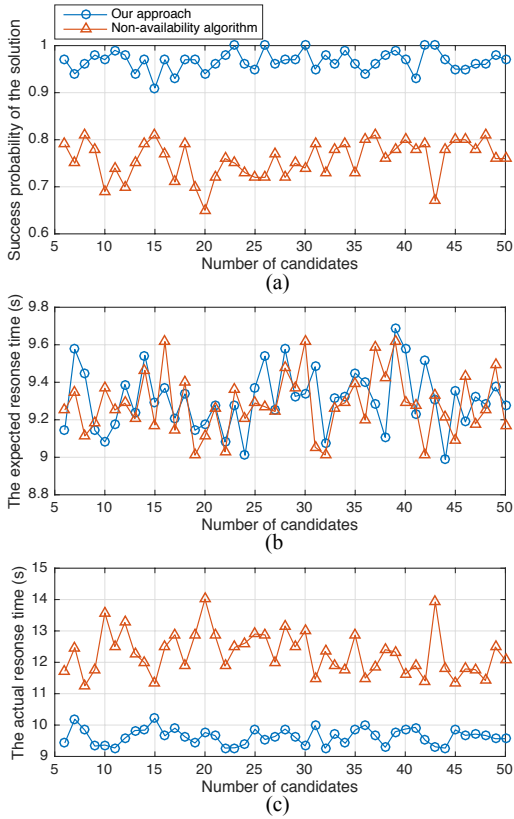 Our approach
Non-availability algorithm
(a)
Success probability of the solution
1
0.9
0.8
0.7
0.6
5 10 15 20 25 30 35 40 45 50
Number of candidates
(a)
The expected resonse time (s)
9.8
9.6
9.4
9.2
9
8.8
5 10 15 20 25 30 35 40 45 50
Number of candidates
(b
The actual resonse time (s)
15
14
13
12
11
10
9
5 10 15 20 25 30 35 40 45 50
Number of candidates
(c)